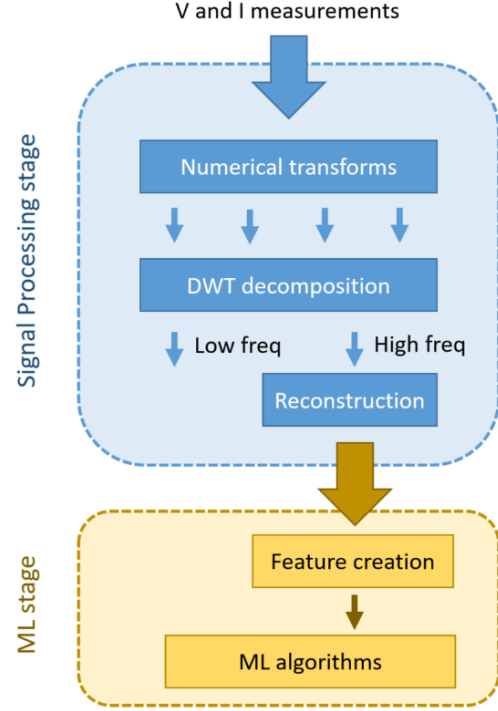 V and I measurements
Signal Processing stage
Numerical transforms
DWT decomposition
Low freq
High freq
Reconstruction
ML stage
Feature creation
ML algorithms